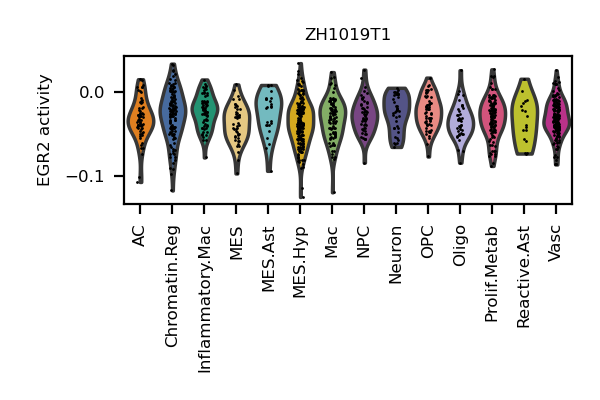 ZH1019T1
EGR2 activity
0.0
−0.1
AC
Chromatin.Reg
Inflammatory.Mac
MES
MES.Ast
MES.Hyp
Mac
NPC
Neuron
OPC
Oligo
Prolif.Metab
Reactive.Ast
Vasc